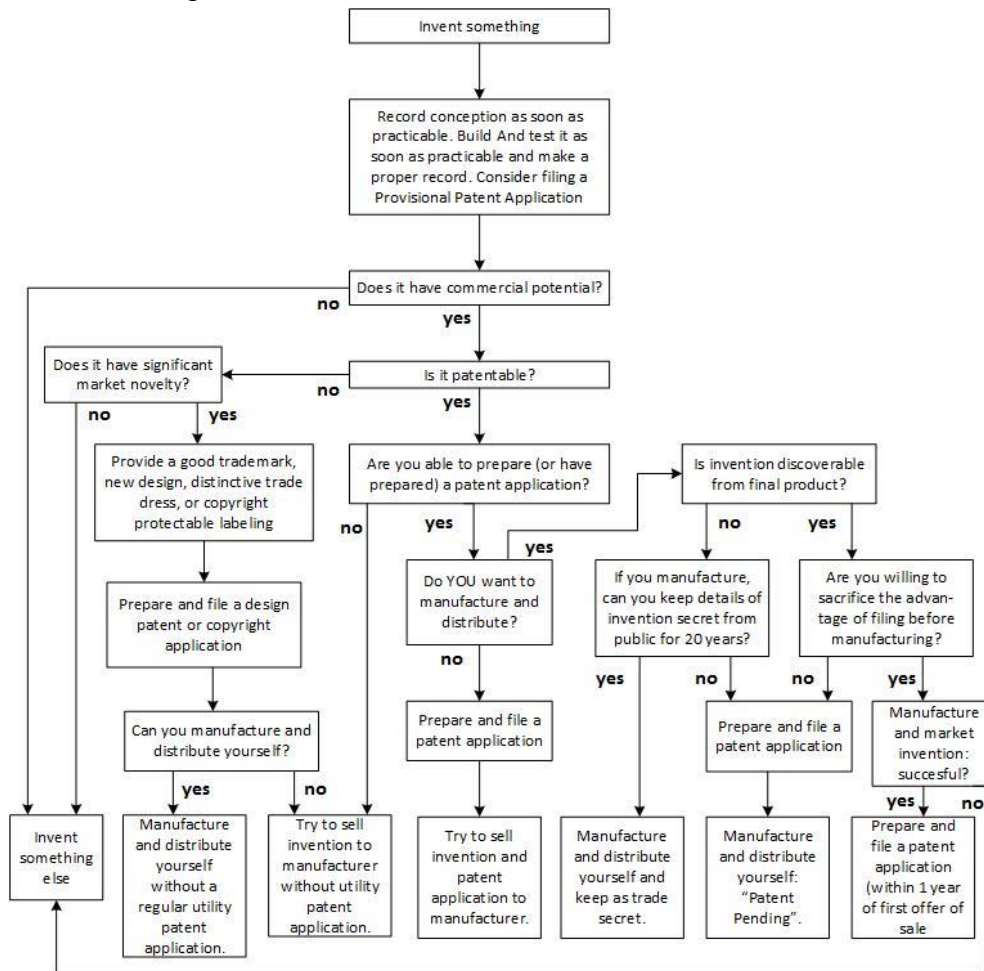 Invent something
Record conception as soon as
practicable. Build And test it as
soon as practicable and make a
proper record. Consider filing a
Provisional Patent Application
Does it have commercial potential?
no
yes
Does it have significant
market novelty?
Is it patentable?
no
no
yes
yes
Provide a good trademark,
new design, distinctive trade
dress, or copyright
protectable labeling
Are you able to prepare (or have
prepared) a patent application?
Is invention discoverable
from final product?
no
yes
yes
no
yes
Prepare and file a design
patent or copyright
application
Do YOU want to
manufacture and
distribute?
If you manufacture,
can you keep details of
invention secret from
public for 20 years?
Are you willing to
sacrifice the advan-
tage of filing before
manufacturing?
no
yes
no
no
yes
Can you manufacture and
distribute yourself?
Prepare and file a
patent application
Prepare and file a
patent application
Manufacture
and market
invention:
succesful?
yes
no
yes
no
Invent
something
else
Manufacture
and distribute
yourself
without a
regular utility
patent
application.
Try to sell
invention to
manufacturer
without utility
patent
application.
Try to sell
invention and
patent
application to
manufacturer.
Manufacture
and distribute
yourself and
keep as trade
secret.
Manufacture
and distribute
yourself:
“Patent
Pending”.
Prepare and
file a patent
application
(within 1 year
of first offer of
sale